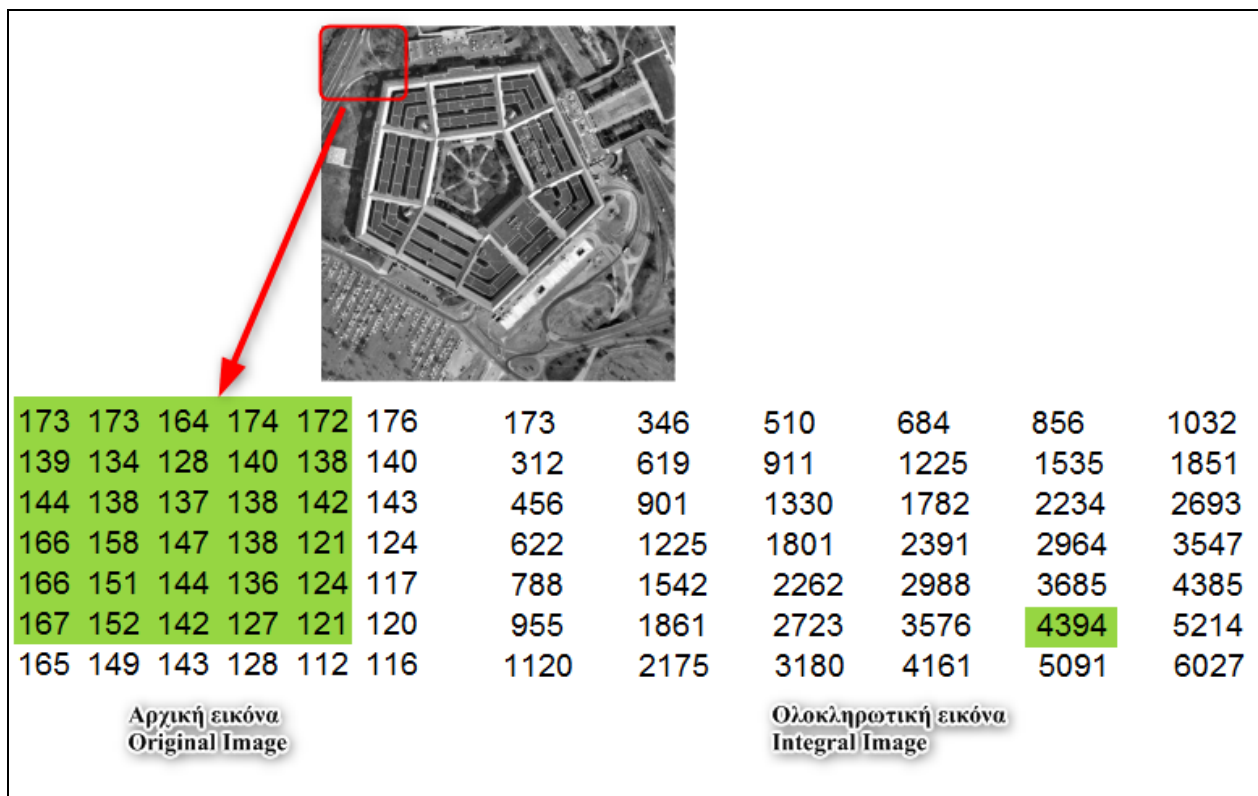 173 173 164 174 172 176 173 346 510 684 856 1032
139 134 128 140 138 140 312 619 911 1225 1535 1851
144 138 137 138 142 143 456 901 1330 1782 2234 2693
166 158 147 138 121 124 622 1225 1801 2391 2964 3547
166 151 144 136 124 117 788 1542 2262 2988 3685 4385
167 152 142 127 121 120 955 1861 2723 3576 4394 5214
165 149 143 128 112 116 1120 2175 3180 4161 5091 6027
Αρχική εικόνα
Original Image
Ολοκληρωτική εικόνα
Integral Image